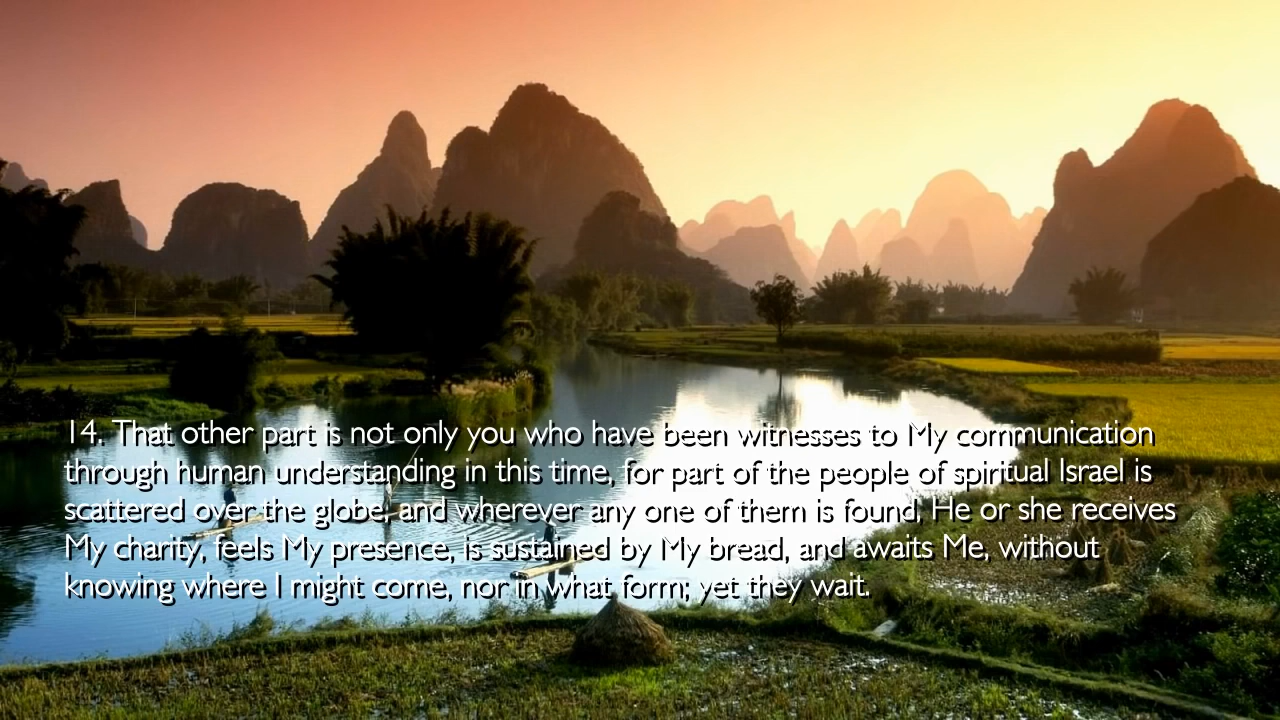 14. That other part is not only you who have been witnesses to My communication
through human understanding in this time, for part of the people of spiritual Israel is
scattered over the globe, and wherever any one of them is found, He or she receives
My charity, feels My presence, is sustained by My bread, and awaits Me, without
knowing where I might come, nor in what form; yet they wait.